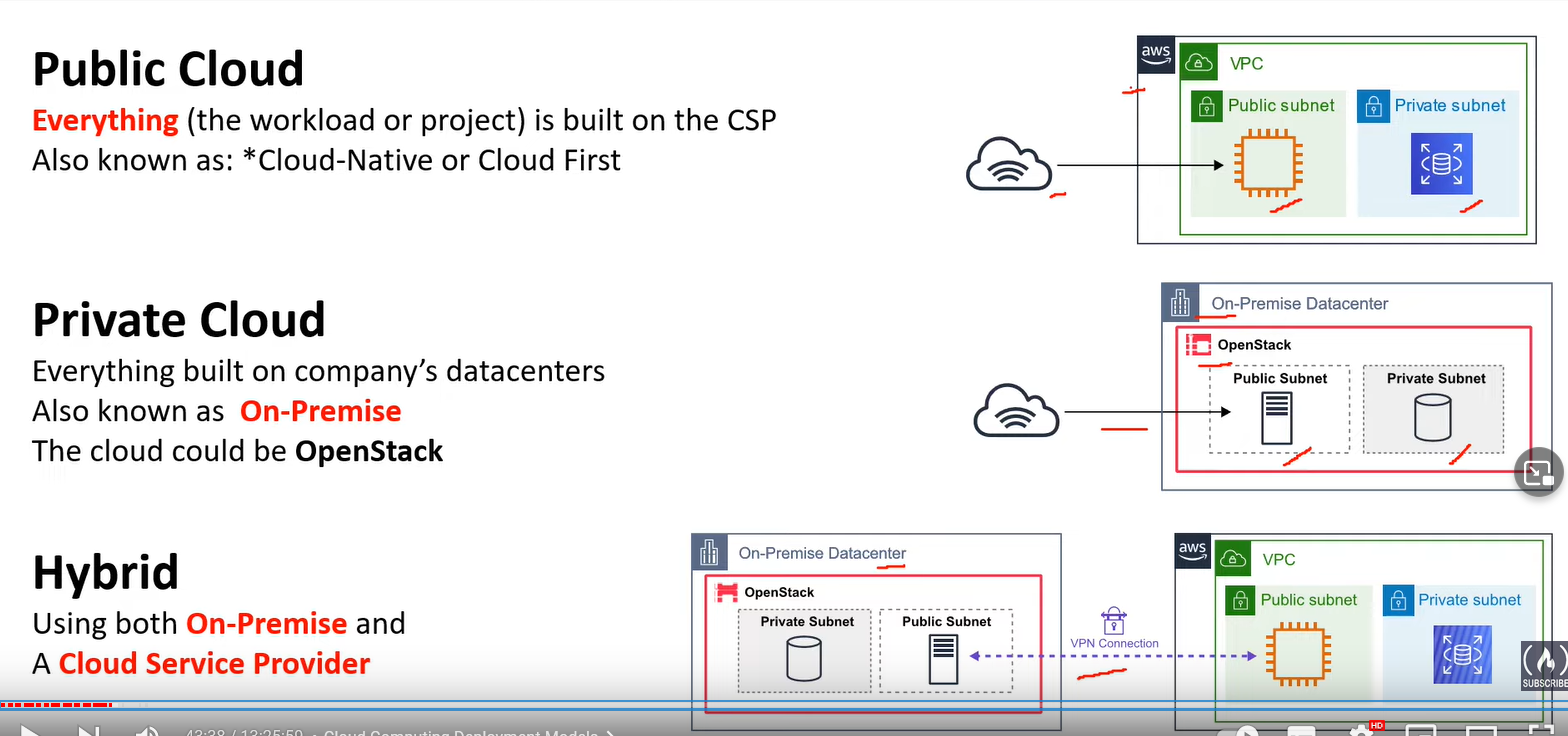 Public Cloud
Everything (the workload or project) is built on the CSP
Also known as: *Cloud-Native or Cloud First
aws
VPC
Public subnet
Private subnet
Private Cloud
Everything built on company’s datacenters
Also known as On-Premise
The cloud could be OpenStack
On-Premise Datacenter
OpenStack
Public Subnet
Private Subnet
Hybrid
Using both On-Premise and
A Cloud Service Provider
On-Premise Datacenter
OpenStack
Private Subnet
Public Subnet
VPN Connection
aws
VPC
Public subnet
Private subnet
SUBSCRIBE
43:38 / 13:25:59 • Cloud Computing Deployment Models
HD